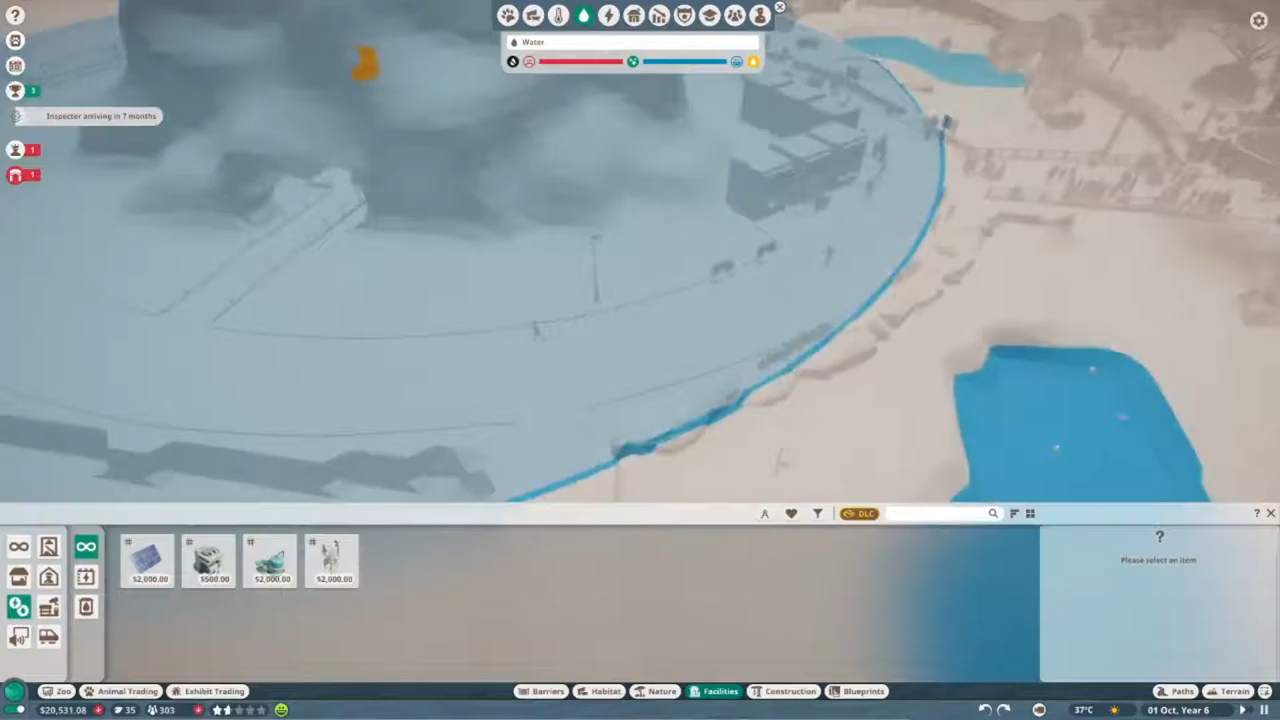 ?
Water
3
Inspector arriving in 7 months
1
1
DLC
? ×
$2,000.00
$500.00
$2,000.00
$2,000.00
?
Please select an item
Zoo
Animal Trading
Exhibit Trading
Barriers
Habitat
Nature
Facilities
Construction
Blueprints
Paths
Terrain
$20,531.08
35
303
37°C
01 Oct, Year 6